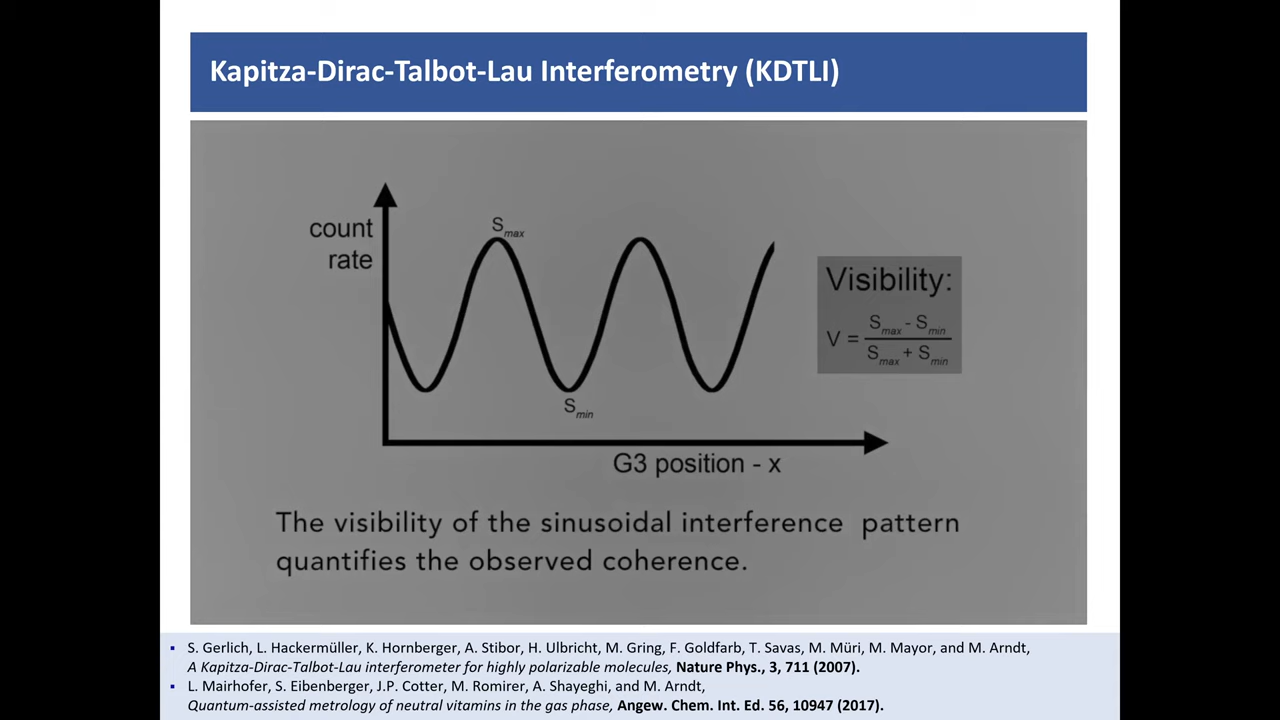 Kapitza-Dirac-Talbot-Lau Interferometry (KDTLI)
count
rate
Smax
Smin
G3 position - x
Visibility:
V = Smax - Smin
Smax + Smin
The visibility of the sinusoidal interference pattern
quantifies the observed coherence.
▪ S. Gerlich, L. Hackermüller, K. Hornberger, A. Stibor, H. Ulbricht, M. Gring, F. Goldfarb, T. Savas, M. Müri, M. Mayor, and M. Arndt,
A Kapitza-Dirac-Talbot-Lau interferometer for highly polarizable molecules, Nature Phys., 3, 711 (2007).
▪ L. Mairhofer, S. Eibenberger, J.P. Cotter, M. Romirer, A. Shayeghi, and M. Arndt,
Quantum-assisted metrology of neutral vitamins in the gas phase, Angew. Chem. Int. Ed. 56, 10947 (2017).